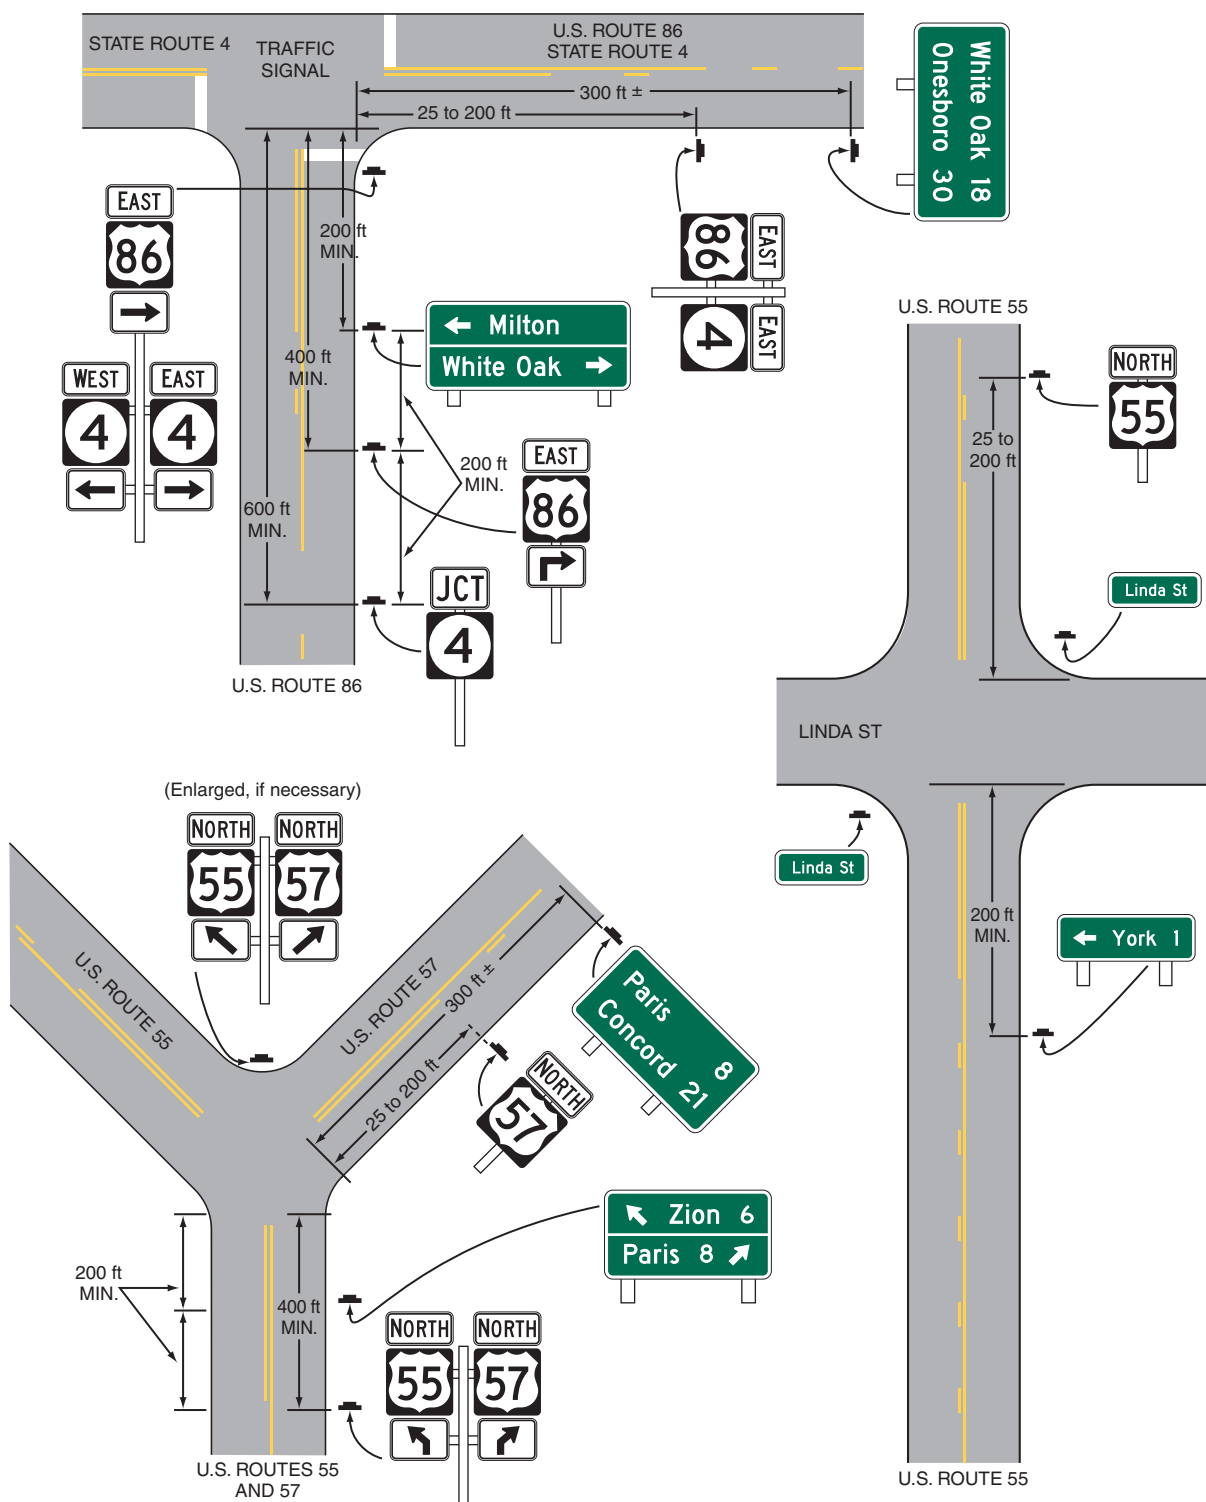 STATE ROUTE 4
TRAFFIC
SIGNAL
U.S. ROUTE 86
STATE ROUTE 4
300 ft ±
25 to 200 ft
White Oak 18
Onesboro 30
EAST
86
200 ft
MIN.
EAST
86
EAST
4
WEST
EAST
4
4
400 ft
MIN.
← Milton
White Oak →
200 ft
MIN.
EAST
86
600 ft
MIN.
JCT
4
U.S. ROUTE 86
U.S. ROUTE 55
NORTH
55
25 to
200 ft
Linda St
LINDA ST
Linda St
200 ft
MIN.
← York 1
U.S. ROUTE 55
(Enlarged, if necessary)
NORTH
NORTH
55
57
U.S. ROUTE 55
U.S. ROUTE 57
300 ft ±
25 to 200 ft
Paris 8
Concord 21
NORTH
57
↖ Zion 6
Paris 8 ↗
200 ft
MIN.
400 ft
MIN.
NORTH
NORTH
55
57
U.S. ROUTES 55
AND 57